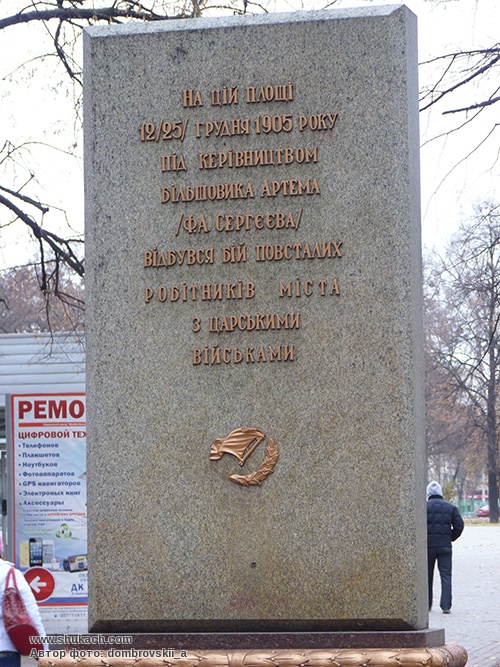 НА ЦІЙ ПЛОЩІ
12/25/ ГРУДНЯ 1905 РОКУ
ПІД КЕРІВНИЦТВОМ
БІЛЬШОВИКА АРТЕМА
/Ф.А. СЕРГЄЄВА/
ВІДБУВСЯ БІЙ ПОВСТАЛИХ
РОБІТНИКІВ МІСТА
З ЦАРСЬКИМИ
ВІЙСЬКАМИ
РЕМО
ЦИФРОВОЙ ТЕХ
• Телефонов
• Планшетов
• Ноутбуков
• Фотоаппаратов
• GPS навигаторов
• Электронных книг
• Аксессуары
ДК
www.shukach.com
Автор фото: dombrovskii_a